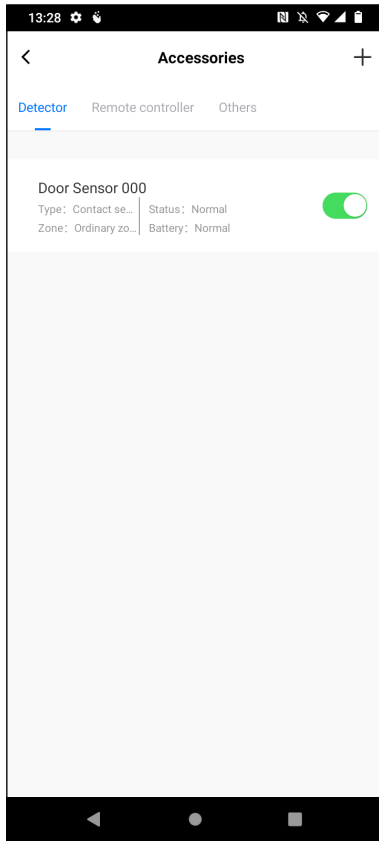 13:28
Accessories
Detector Remote controller Others
Door Sensor 000
Type: Contact se... Status: Normal
Zone: Ordinary zo... Battery: Normal